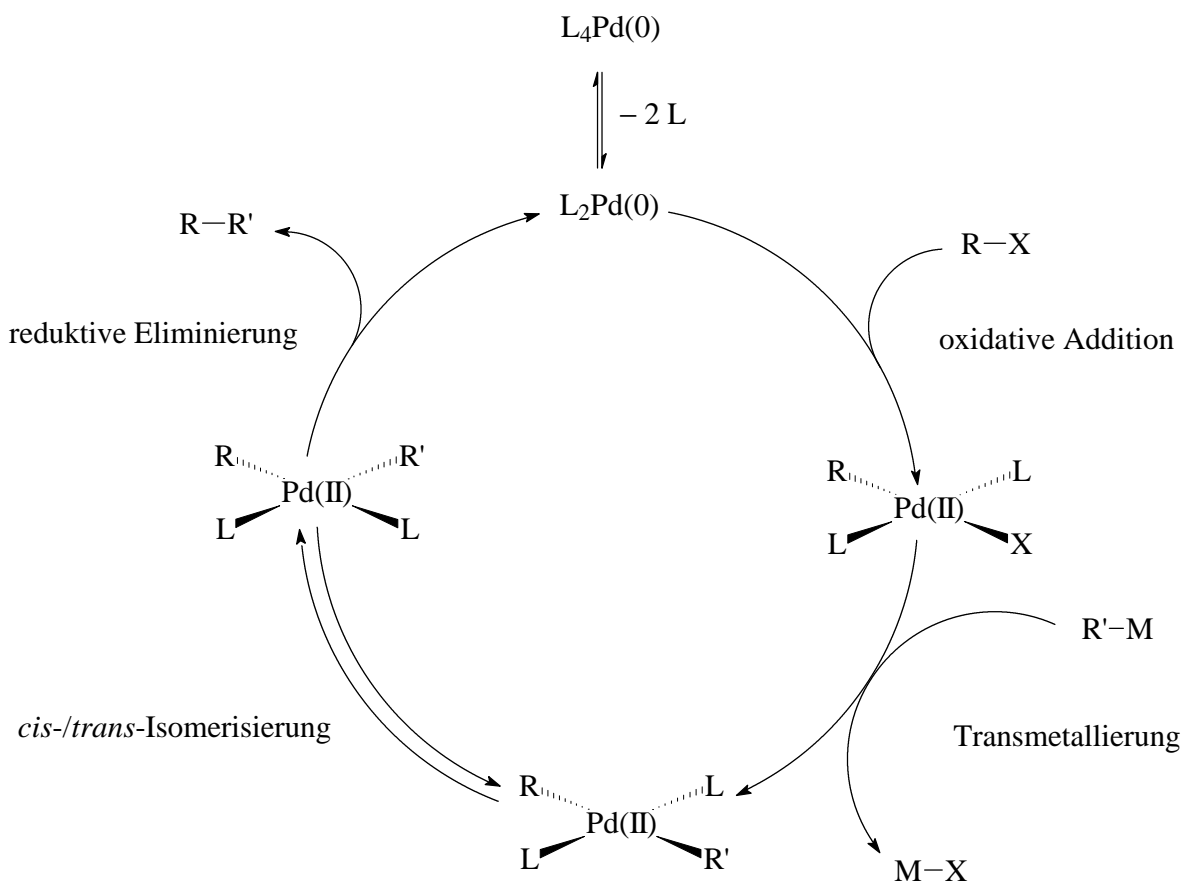 L₄Pd(0)
– 2 L
L₂Pd(0)
R—R'
R—X
reduktive Eliminierung
oxidative Addition
R R'
Pd(II)
L L
R L
Pd(II)
L X
R'–M
cis-/trans-Isomerisierung
Transmetallierung
R L
Pd(II)
L R'
M–X